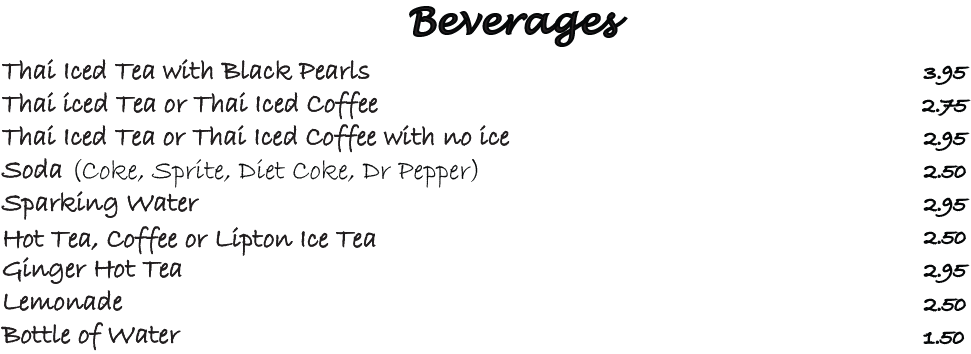 Beverages
Thai Iced Tea with Black Pearls 3.95
Thai iced Tea or Thai Iced Coffee 2.75
Thai Iced Tea or Thai Iced Coffee with no ice 2.95
Soda (Coke, Sprite, Diet Coke, Dr Pepper) 2.50
Sparking Water 2.95
Hot Tea, Coffee or Lipton Ice Tea 2.50
Ginger Hot Tea 2.95
Lemonade 2.50
Bottle of Water 1.50